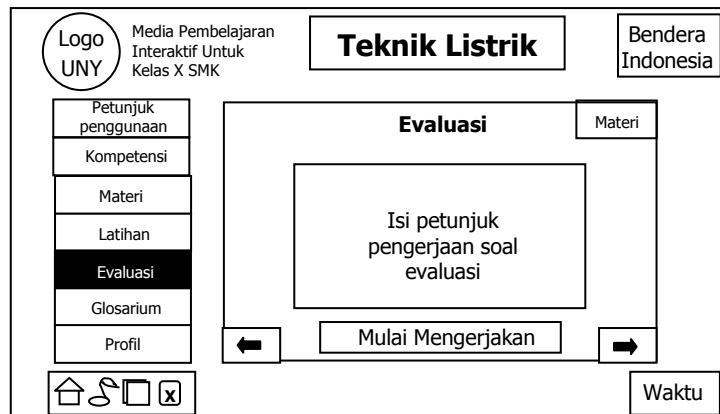 Logo
UNY
Media Pembelajaran
Interaktif Untuk
Kelas X SMK
Teknik Listrik
Bendera
Indonesia
Petunjuk
penggunaan
Kompetensi
Materi
Latihan
Evaluasi
Glosarium
Profil
Evaluasi
Materi
Isi petunjuk
pengerjaan soal
evaluasi
Mulai Mengerjakan
x
Waktu